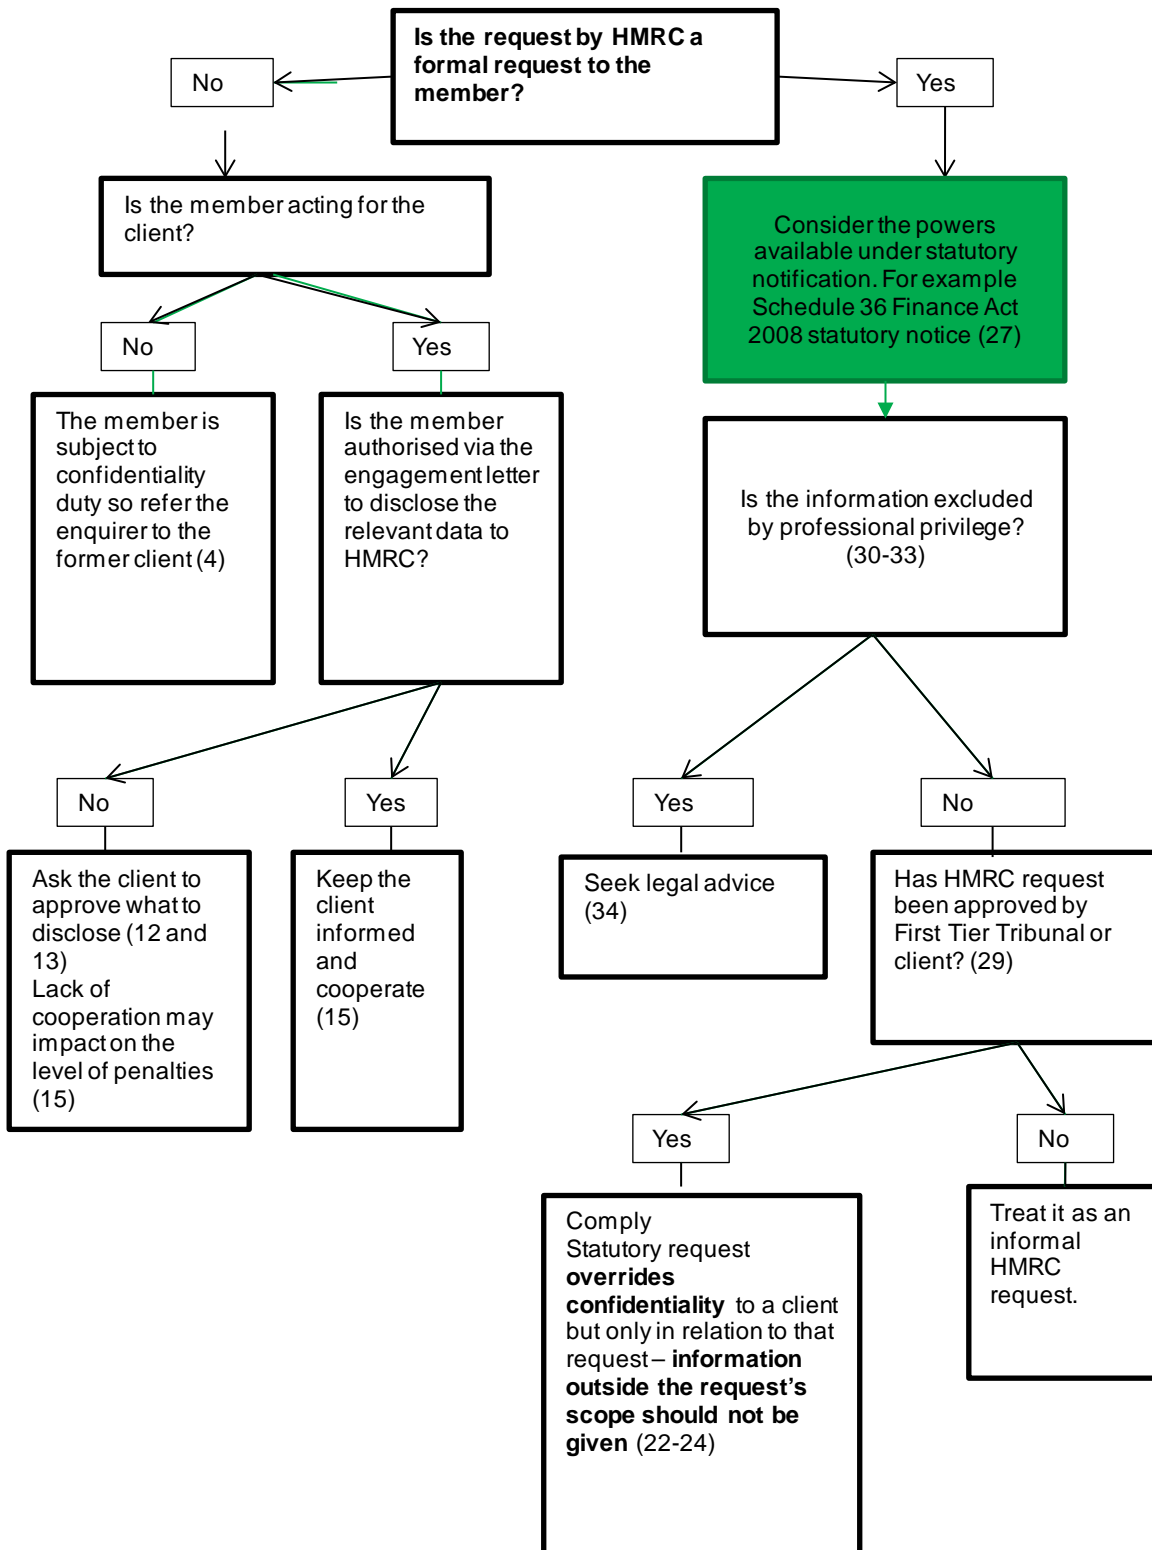 Is the request by HMRC a
formal request to the
member?
No
Yes
Is the member acting for the
client?
Consider the powers
available under statutory
notification. For example
Schedule 36 Finance Act
2008 statutory notice (27)
No
Yes
The member is
subject to
confidentiality
duty so refer the
enquirer to the
former client (4)
Is the member
authorised via the
engagement letter
to disclose the
relevant data to
HMRC?
Is the information excluded
by professional privilege?
(30-33)
No
Yes
Yes
No
Ask the client to
approve what to
disclose (12 and
13)
Lack of
cooperation may
impact on the
level of penalties
(15)
Keep the
client
informed
and
cooperate
(15)
Seek legal advice
(34)
Has HMRC request
been approved by
First Tier Tribunal or
client? (29)
Yes
No
Comply
Statutory request
overrides
confidentiality to a client
but only in relation to that
request – information
outside the request's
scope should not be
given (22-24)
Treat it as an
informal
HMRC
request.